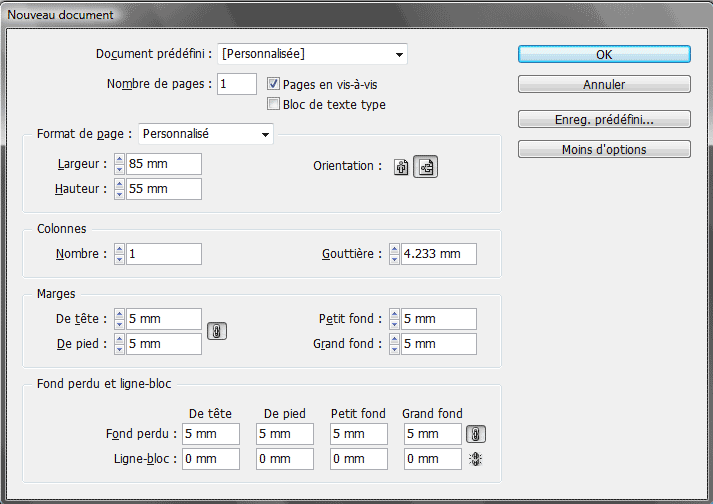 Nouveau document
Document prédéfini : [Personnalisée]
OK
Nombre de pages : 1 Pages en vis-à-vis
Annuler
Bloc de texte type
Enreg. prédéfini...
Format de page : Personnalisé
Moins d'options
Largeur : 85 mm Orientation :
Hauteur : 55 mm
Colonnes
Nombre : 1 Gouttière : 4.233 mm
Marges
De tête : 5 mm Petit fond : 5 mm
De pied : 5 mm Grand fond : 5 mm
Fond perdu et ligne-bloc
De tête De pied Petit fond Grand fond
Fond perdu : 5 mm 5 mm 5 mm 5 mm
Ligne-bloc : 0 mm 0 mm 0 mm 0 mm